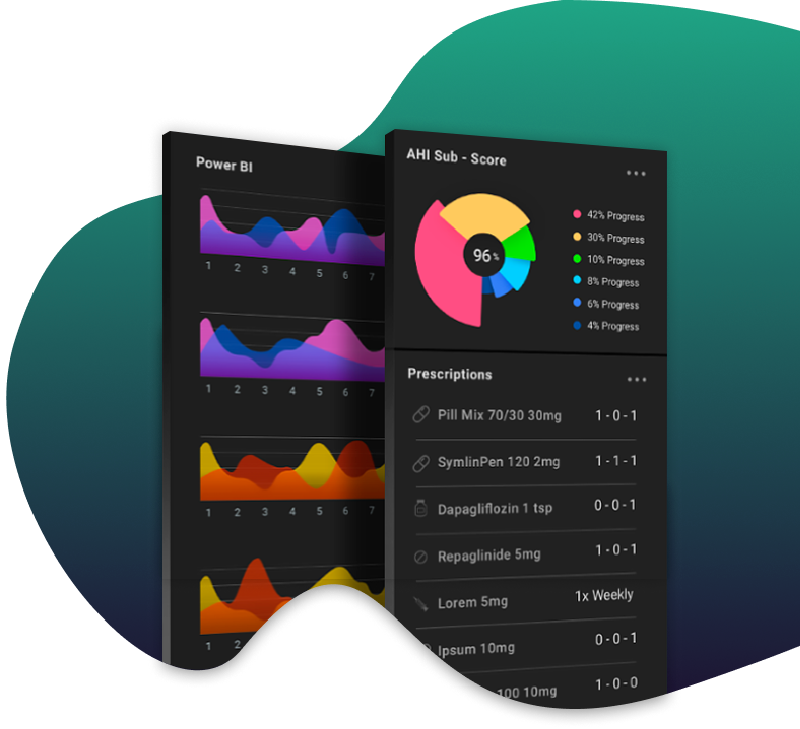 Power BI
1 2 3 4 5 6 7
1 2 3 4 5 6 7
1 2 3 4 5 6 7
1 2
AHI Sub - Score
96%
42% Progress
30% Progress
10% Progress
8% Progress
6% Progress
4% Progress
Prescriptions
Pill Mix 70/30 30mg 1 - 0 - 1
SymlinPen 120 2mg 1 - 1 - 1
Dapagliflozin 1 tsp 0 - 0 - 1
Repaglinide 5mg 1 - 0 - 1
Lorem 5mg 1x Weekly
Ipsum 10mg 0 - 0 - 1
100 10mg 1 - 0 - 0